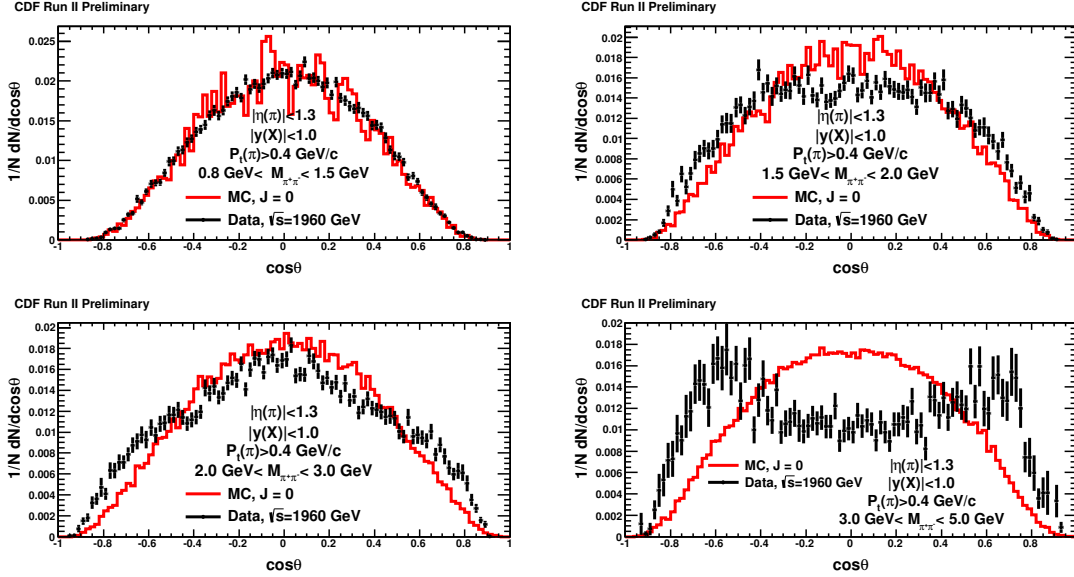 CDF Run II Preliminary
1/N dN/dcosθ
0.025
0.02
0.015
0.01
0.005
0
|η(π)|<1.3
|y(X)|<1.0
P_t(π)>0.4 GeV/c
0.8 GeV< M_π⁺π⁻ < 1.5 GeV
MC, J = 0
Data, √s=1960 GeV
-1 -0.8 -0.6 -0.4 -0.2 0 0.2 0.4 0.6 0.8 1
cosθ
CDF Run II Preliminary
1/N dN/dcosθ
0.02
0.018
0.016
0.014
0.012
0.01
0.008
0.006
0.004
0.002
0
|η(π)|<1.3
|y(X)|<1.0
P_t(π)>0.4 GeV/c
1.5 GeV< M_π⁺π⁻ < 2.0 GeV
MC, J = 0
Data, √s=1960 GeV
-1 -0.8 -0.6 -0.4 -0.2 0 0.2 0.4 0.6 0.8
cosθ
CDF Run II Preliminary
1/N dN/dcosθ
0.02
0.018
0.016
0.014
0.012
0.01
0.008
0.006
0.004
0.002
0
|η(π)|<1.3
|y(X)|<1.0
P_t(π)>0.4 GeV/c
2.0 GeV< M_π⁺π⁻ < 3.0 GeV
MC, J = 0
Data, √s=1960 GeV
-1 -0.8 -0.6 -0.4 -0.2 0 0.2 0.4 0.6 0.8 1
cosθ
CDF Run II Preliminary
1/N dN/dcosθ
0.02
0.018
0.016
0.014
0.012
0.01
0.008
0.006
0.004
0.002
0
MC, J = 0
Data, √s=1960 GeV
|η(π)|<1.3
|y(X)|<1.0
P_t(π)>0.4 GeV/c
3.0 GeV< M_π⁺π⁻ < 5.0 GeV
-1 -0.8 -0.6 -0.4 -0.2 0 0.2 0.4 0.6 0.8 1
cosθ